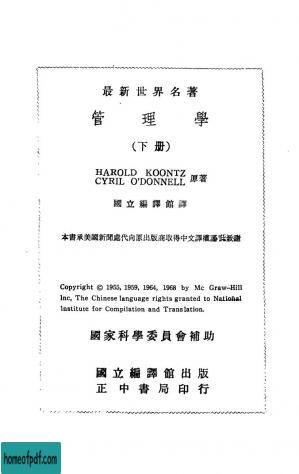 最新世界名著
管理學
(下册)
HAROLD KOONTZ
CYRIL O'DONNELL 原著
國立編譯館譯
本書承美國新聞處代向原出版商取得中文譯權謹誌謝
Copyright © 1955, 1959, 1964, 1968 by Mc Graw-Hill
Inc, The Chinese language rights granted to National
Institute for Compilation and Translation.
國家科學委員會補助
國立編譯館出版
正中書局印行
homeofpdf.com